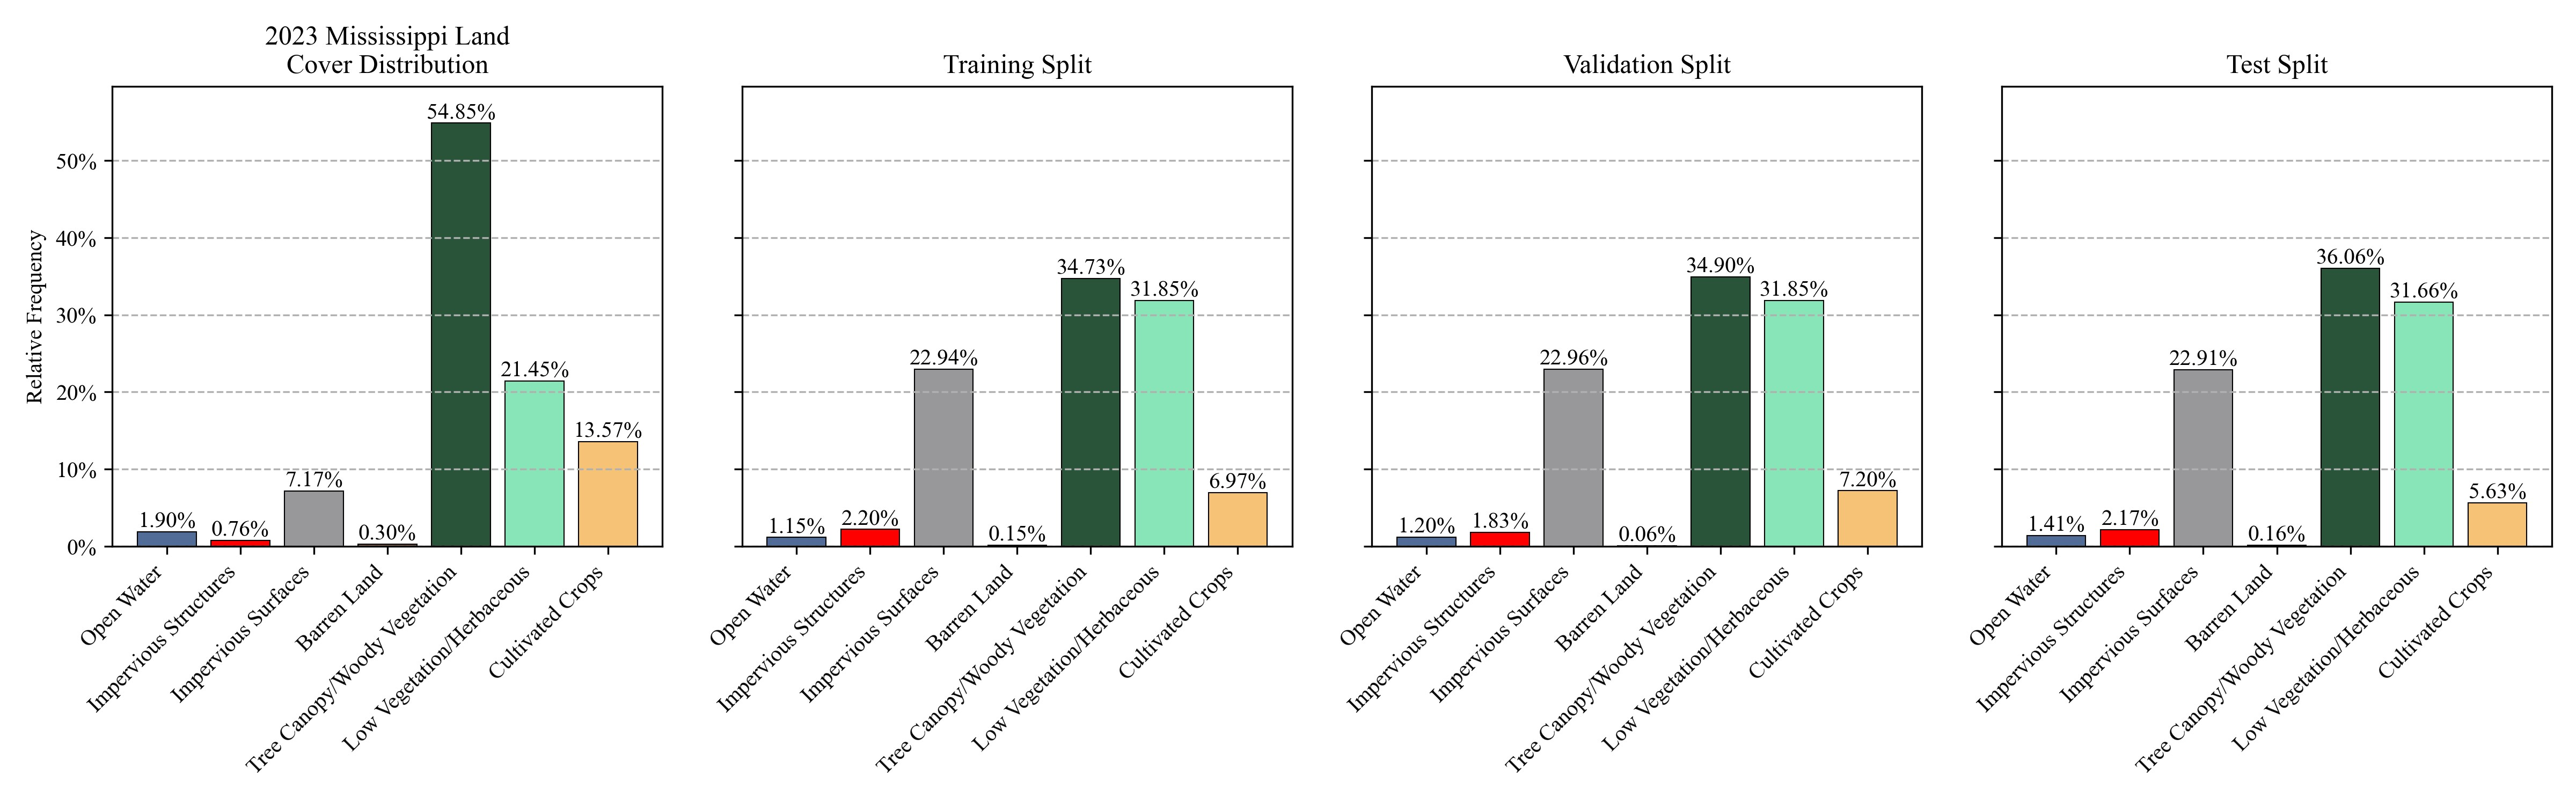 2023 Mississippi Land
Cover Distribution
Relative Frequency
50%
40%
30%
20%
10%
0%
1.90%
0.76%
7.17%
0.30%
54.85%
21.45%
13.57%
Open Water
Impervious Structures
Impervious Surfaces
Barren Land
Tree Canopy/Woody Vegetation
Low Vegetation/Herbaceous
Cultivated Crops
Training Split
1.15%
2.20%
22.94%
0.15%
34.73%
31.85%
6.97%
Open Water
Impervious Structures
Impervious Surfaces
Barren Land
Tree Canopy/Woody Vegetation
Low Vegetation/Herbaceous
Cultivated Crops
Validation Split
1.20%
1.83%
22.96%
0.06%
34.90%
31.85%
7.20%
Open Water
Impervious Structures
Impervious Surfaces
Barren Land
Tree Canopy/Woody Vegetation
Low Vegetation/Herbaceous
Cultivated Crops
Test Split
1.41%
2.17%
22.91%
0.16%
36.06%
31.66%
5.63%
Open Water
Impervious Structures
Impervious Surfaces
Barren Land
Tree Canopy/Woody Vegetation
Low Vegetation/Herbaceous
Cultivated Crops